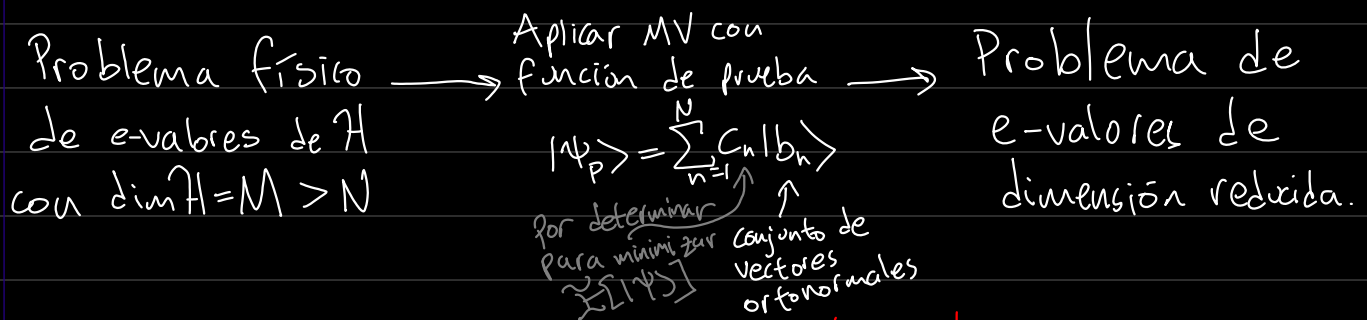 Problema físico
de e-valores de H
con dim H = M > N
⟶
Aplicar MV con
función de prueba
|ψ_p> = ∑_{n=1}^{N} C_n |b_n>
Por determinar
para minimizar
Ẽ[|ψ>]
conjunto de
vectores
ortonormales
⟶
Problema de
e-valores de
dimensión reducida.